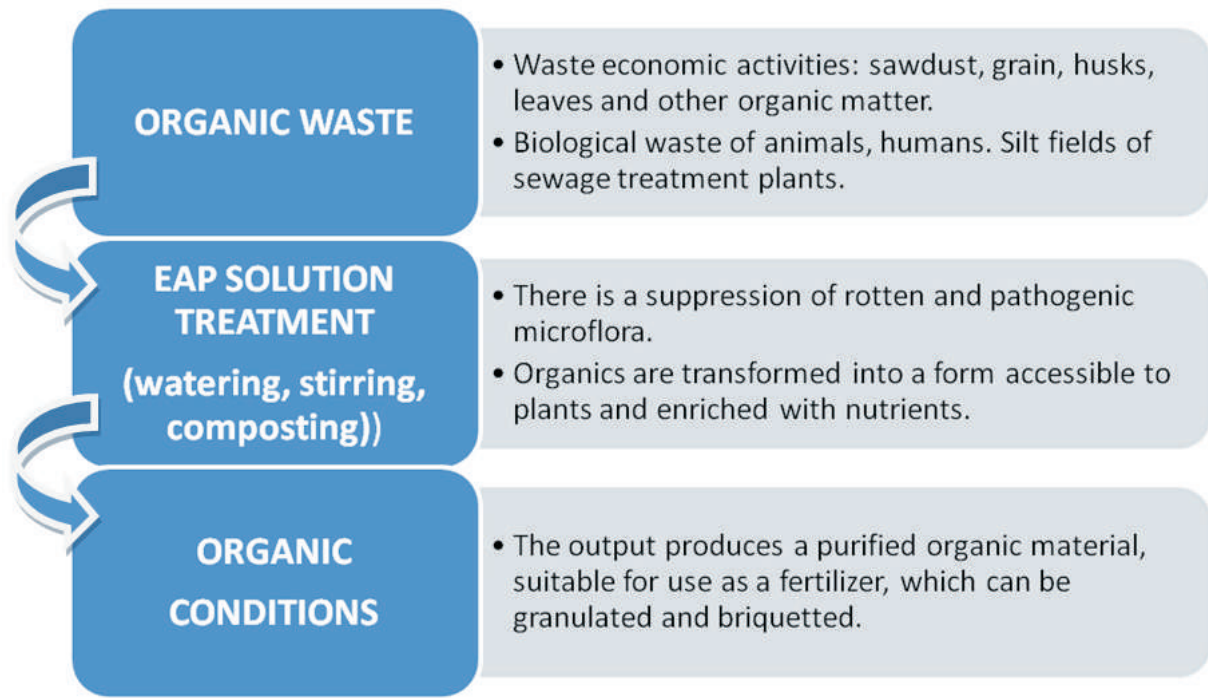 ORGANIC WASTE
• Waste economic activities: sawdust, grain, husks,
leaves and other organic matter.
• Biological waste of animals, humans. Silt fields of
sewage treatment plants.
EAP SOLUTION
TREATMENT
(watering, stirring,
composting))
• There is a suppression of rotten and pathogenic
microflora.
• Organics are transformed into a form accessible to
plants and enriched with nutrients.
ORGANIC
CONDITIONS
• The output produces a purified organic material,
suitable for use as a fertilizer, which can be
granulated and briquetted.